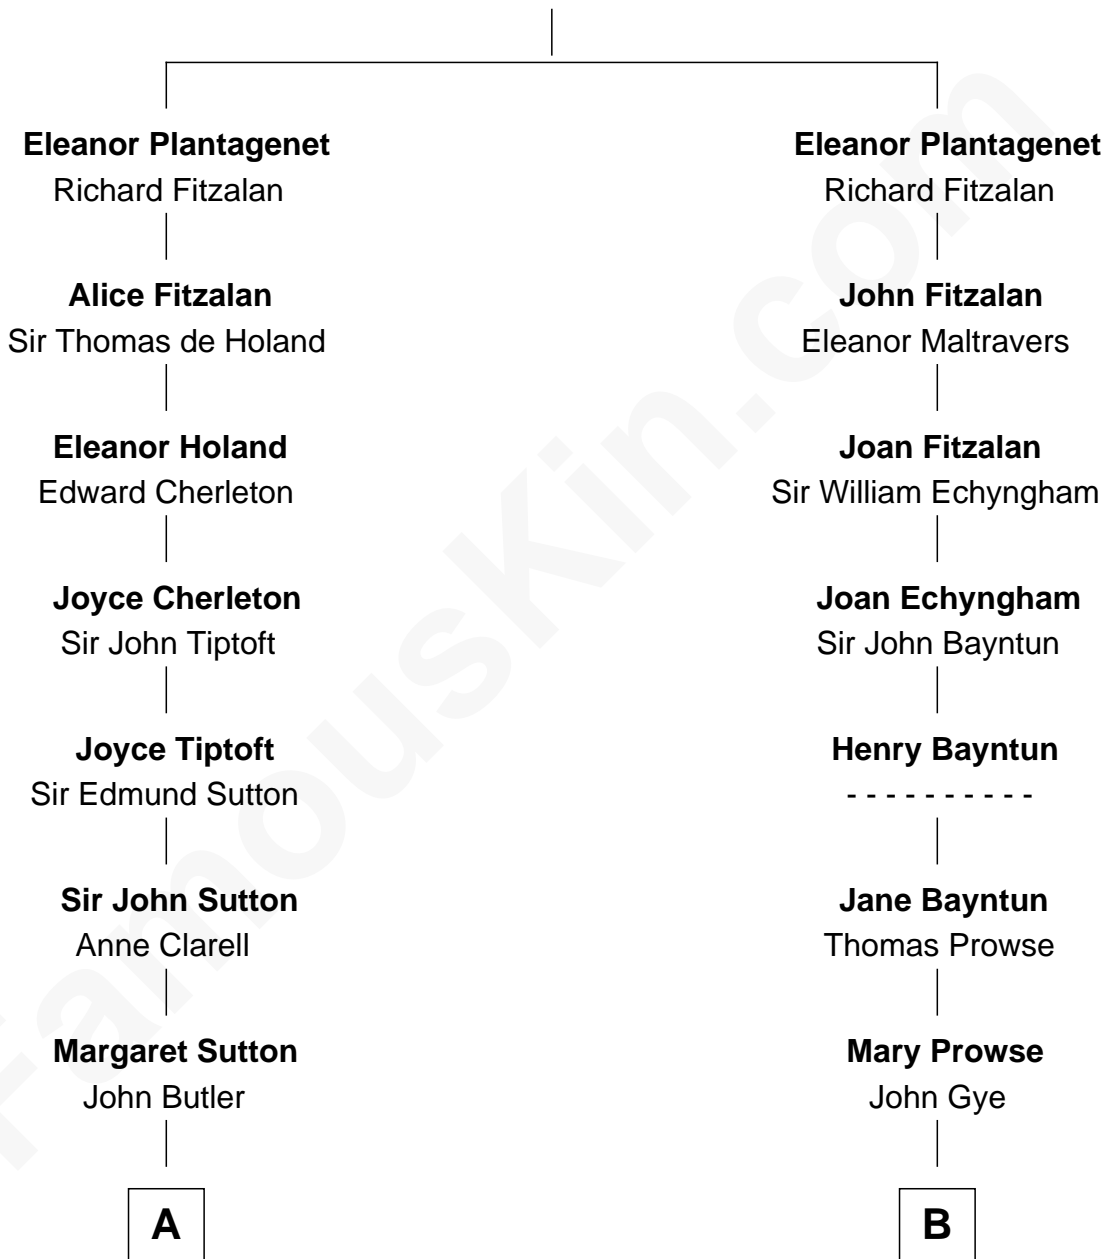 Eleanor Plantagenet
Richard Fitzalan
Alice Fitzalan
Sir Thomas de Holand
Eleanor Holand
Edward Cherleton
Joyce Cherleton
Sir John Tiptoft
Joyce Tiptoft
Sir Edmund Sutton
Sir John Sutton
Anne Clarell
Margaret Sutton
John Butler
A
Eleanor Plantagenet
Richard Fitzalan
John Fitzalan
Eleanor Maltravers
Joan Fitzalan
Sir William Echyngham
Joan Echyngham
Sir John Bayntun
Henry Bayntun
- - - - - - - - - -
Jane Bayntun
Thomas Prowse
Mary Prowse
John Gye
B
FamousKin.com